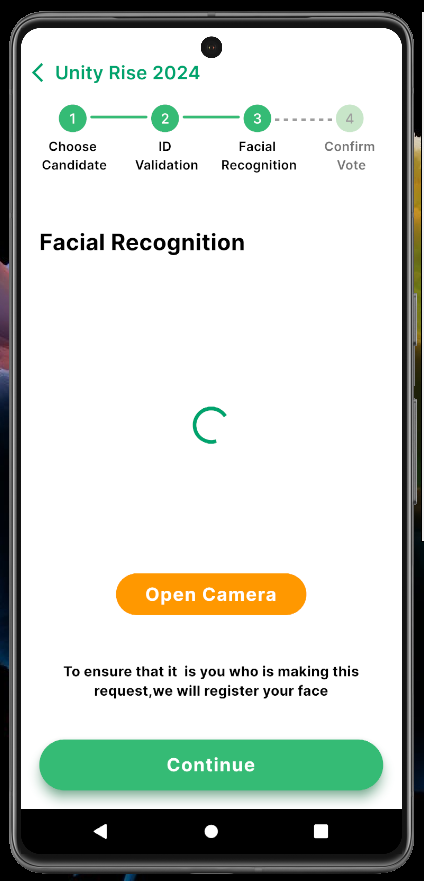 Unity Rise 2024
1 2 3 4
Choose ID Facial Confirm
Candidate Validation Recognition Vote
Facial Recognition
Open Camera
To ensure that it  is you who is making this
request,we will register your face
Continue